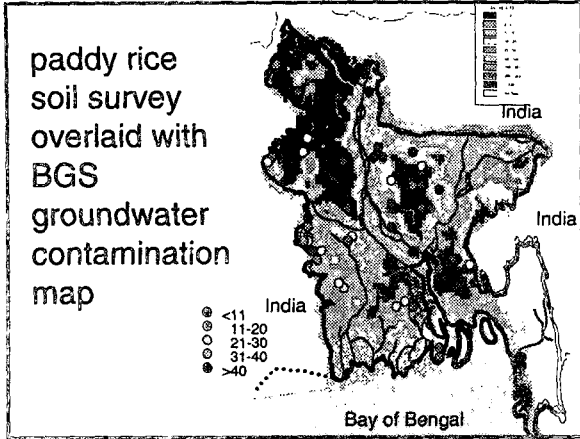 paddy rice
soil survey
overlaid with
BGS
groundwater
contamination
map
India
India
India
<11
11-20
21-30
31-40
>40
Bay of Bengal